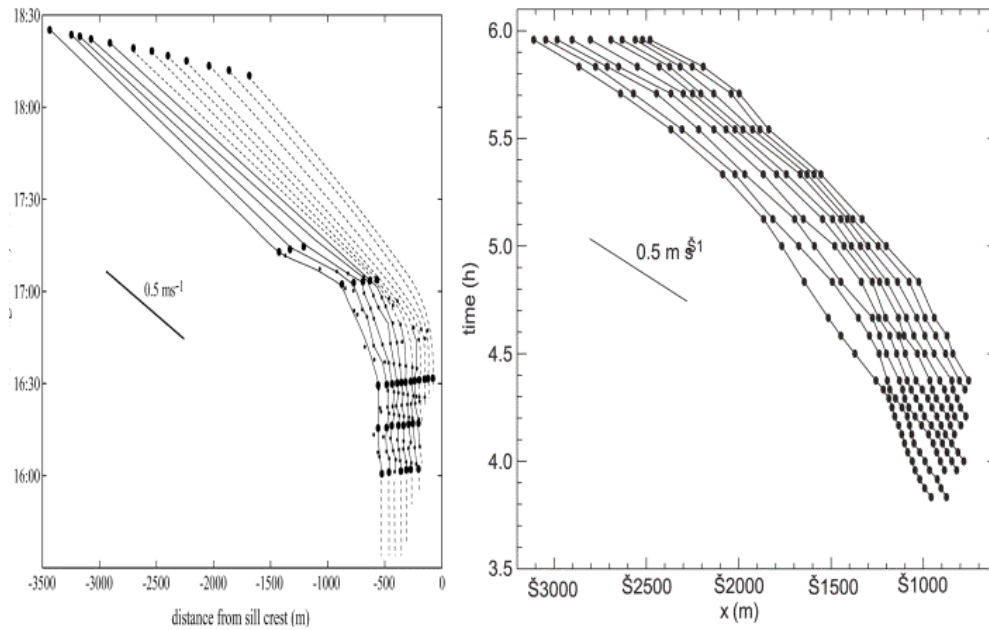 18:30
18:00
17:30
17:00
16:30
16:00
0.5 ms⁻¹
-3500 -3000 -2500 -2000 -1500 -1000 -500 0
distance from sill crest (m)
6.0
5.5
5.0
4.5
4.0
3.5
time (h)
0.5 m š1
Š3000 Š2500 Š2000 Š1500 Š1000
x (m)